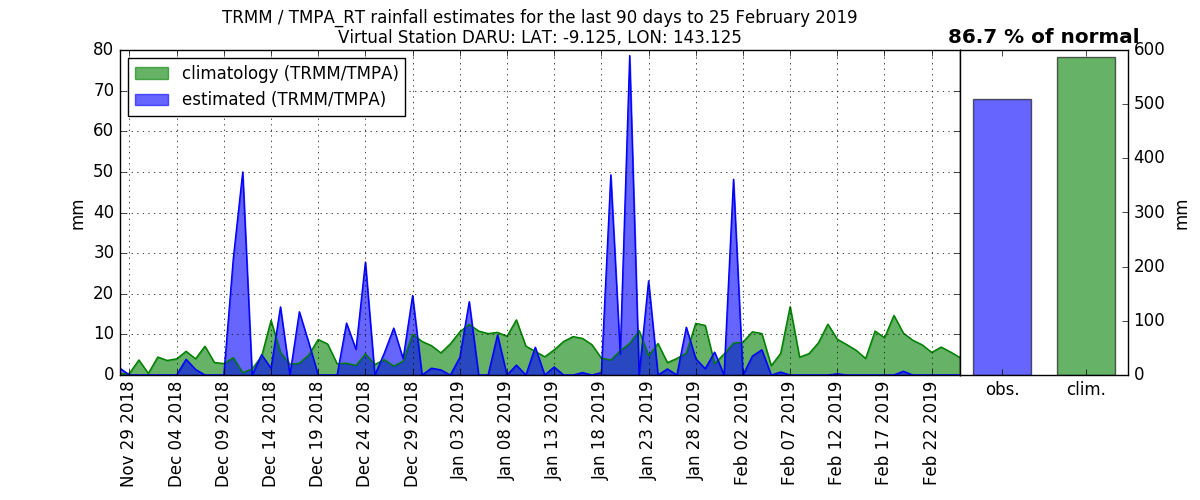 TRMM / TMPA_RT rainfall estimates for the last 90 days to 25 February 2019
Virtual Station DARU: LAT: -9.125, LON: 143.125
86.7 % of normal
climatology (TRMM/TMPA)
estimated (TRMM/TMPA)
mm
80
70
60
50
40
30
20
10
0
Nov 29 2018
Dec 04 2018
Dec 09 2018
Dec 14 2018
Dec 19 2018
Dec 24 2018
Dec 29 2018
Jan 03 2019
Jan 08 2019
Jan 13 2019
Jan 18 2019
Jan 23 2019
Jan 28 2019
Feb 02 2019
Feb 07 2019
Feb 12 2019
Feb 17 2019
Feb 22 2019
obs.
clim.
600
500
400
300
200
100
0
mm